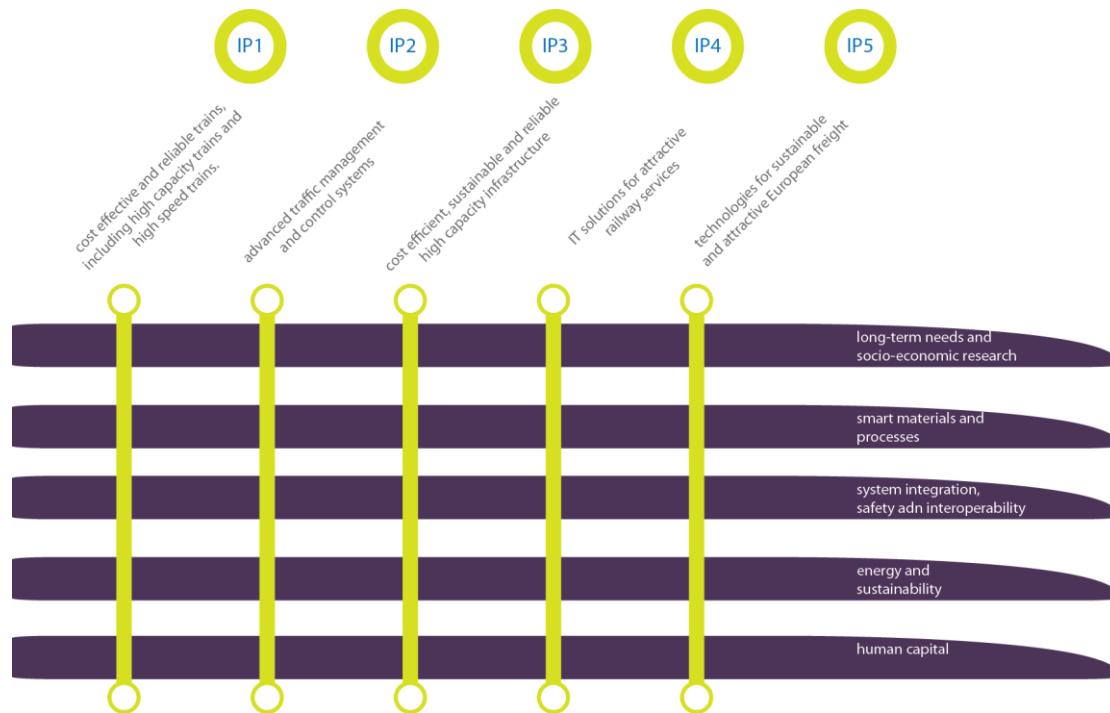 IP1
IP2
IP3
IP4
IP5
cost effective and reliable trains,
including high capacity trains and
high speed trains.
advanced traffic management
and control systems
cost efficient, sustainable and reliable
high capacity infrastructure
IT solutions for attractive
railway services
technologies for sustainable
and attractive European freight
long-term needs and
socio-economic research
smart materials and
processes
system integration,
safety adn interoperability
energy and
sustainability
human capital